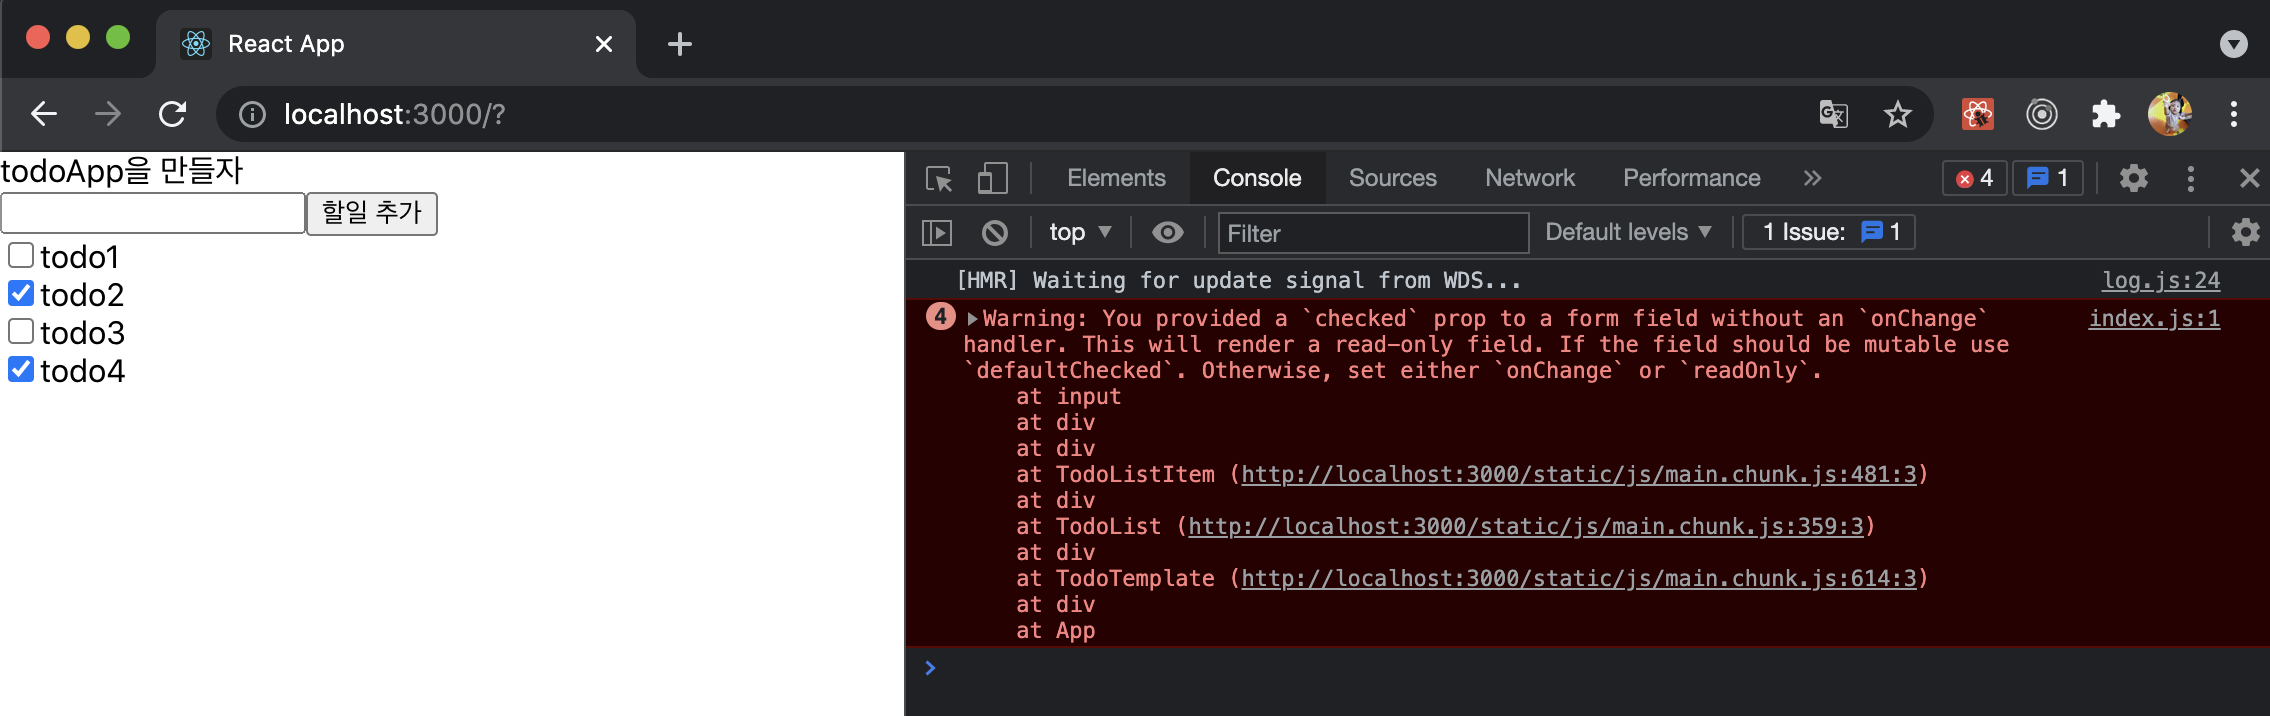 React App
localhost:3000/?
todoApp을 만들자
할일 추가
todo1
todo2
todo3
todo4
Elements Console Sources Network Performance » 4 1
top Filter Default levels 1 Issue: 1
[HMR] Waiting for update signal from WDS... log.js:24
4 Warning: You provided a `checked` prop to a form field without an `onChange` index.js:1
handler. This will render a read-only field. If the field should be mutable use
`defaultChecked`. Otherwise, set either `onChange` or `readOnly`.
at input
at div
at div
at TodoListItem (http://localhost:3000/static/js/main.chunk.js:481:3)
at div
at TodoList (http://localhost:3000/static/js/main.chunk.js:359:3)
at div
at TodoTemplate (http://localhost:3000/static/js/main.chunk.js:614:3)
at div
at App